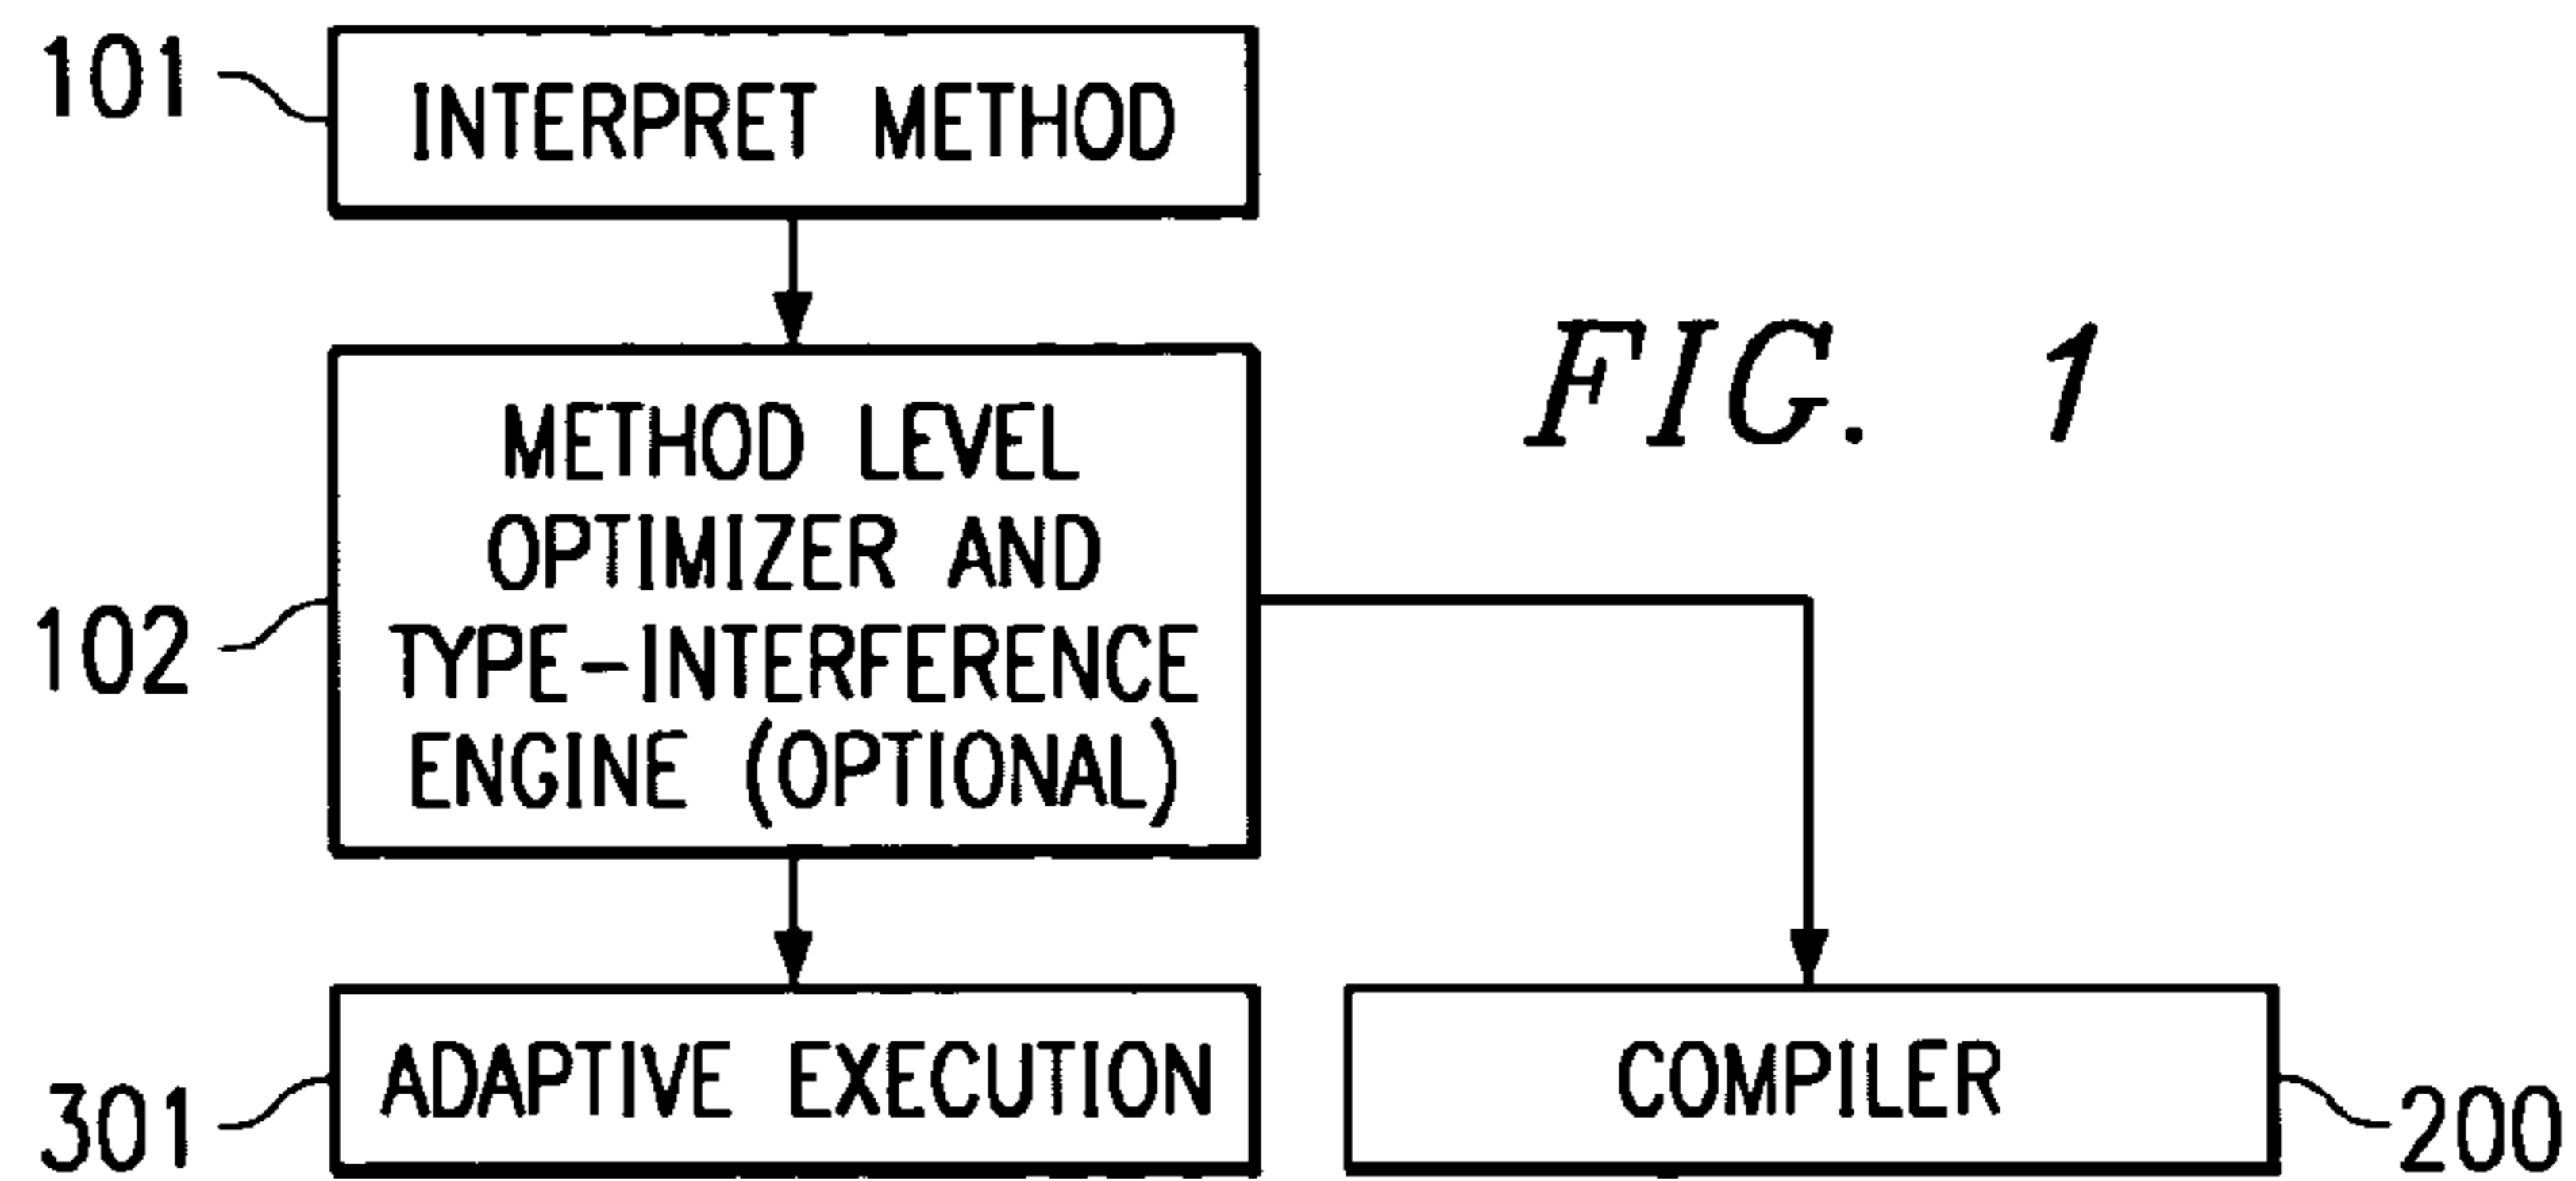 101
INTERPRET METHOD
FIG. 1
METHOD LEVEL
OPTIMIZER AND
TYPE-INTERFERENCE
ENGINE (OPTIONAL)
102
ADAPTIVE EXECUTION
COMPILER
301
200